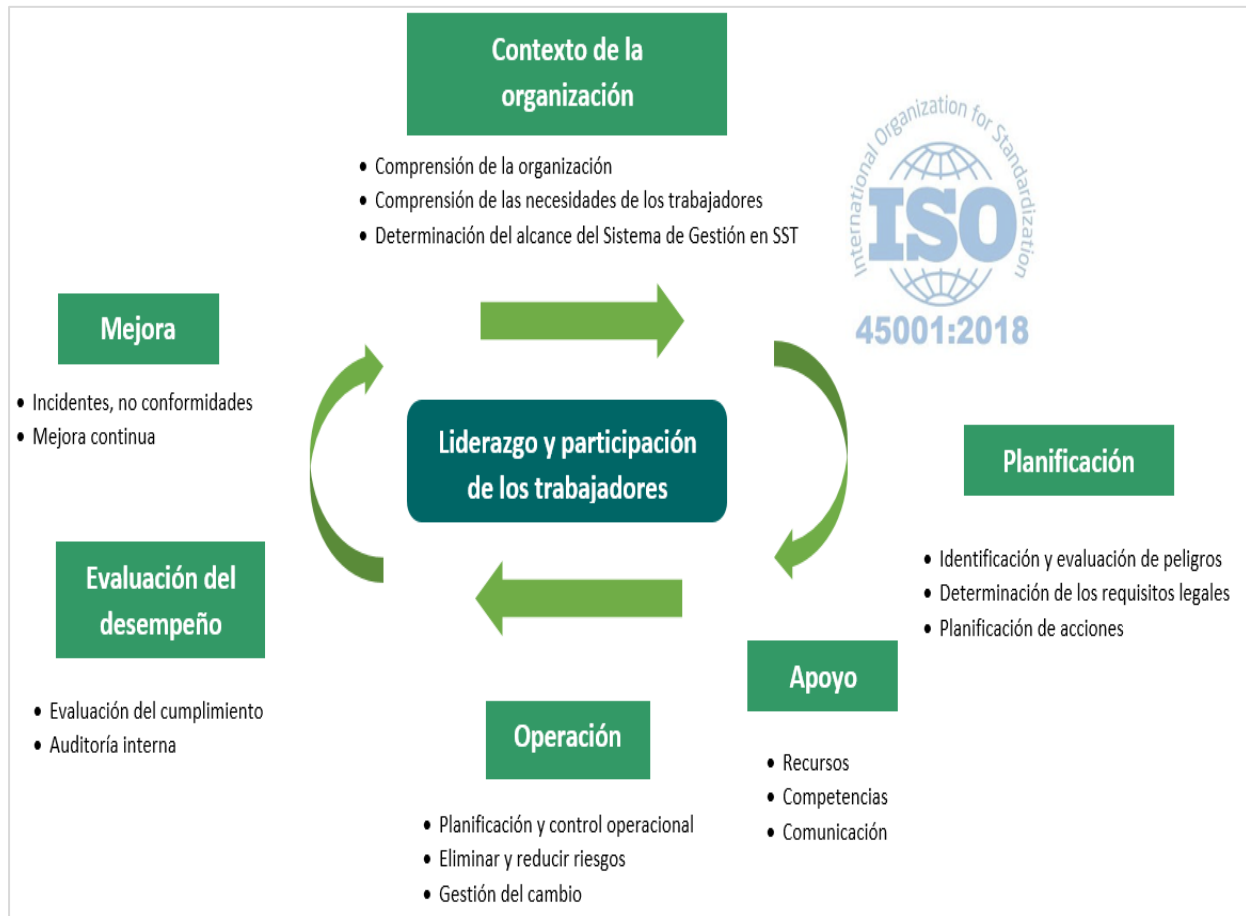 Contexto de la
organización
• Comprensión de la organización
• Comprensión de las necesidades de los trabajadores
• Determinación del alcance del Sistema de Gestión en SST
International Organization for Standardization
ISO
45001:2018
Mejora
• Incidentes, no conformidades
• Mejora continua
Liderazgo y participación
de los trabajadores
Planificación
• Identificación y evaluación de peligros
• Determinación de los requisitos legales
• Planificación de acciones
Evaluación del
desempeño
• Evaluación del cumplimiento
• Auditoría interna
Apoyo
• Recursos
• Competencias
• Comunicación
Operación
• Planificación y control operacional
• Eliminar y reducir riesgos
• Gestión del cambio